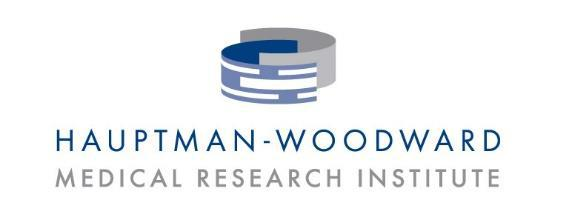 HAUPTMAN-WOODWARD
MEDICAL RESEARCH INSTITUTE